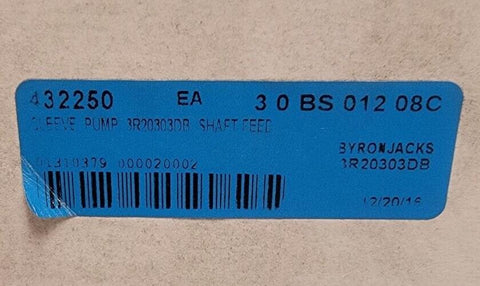 432250 EA 3 0 BS 012 08C
SLEEVE PUMP 3R20303DB SHAFT FEED
BYRONJACKS
01310379 000020002 3R20303DB
12/20/16